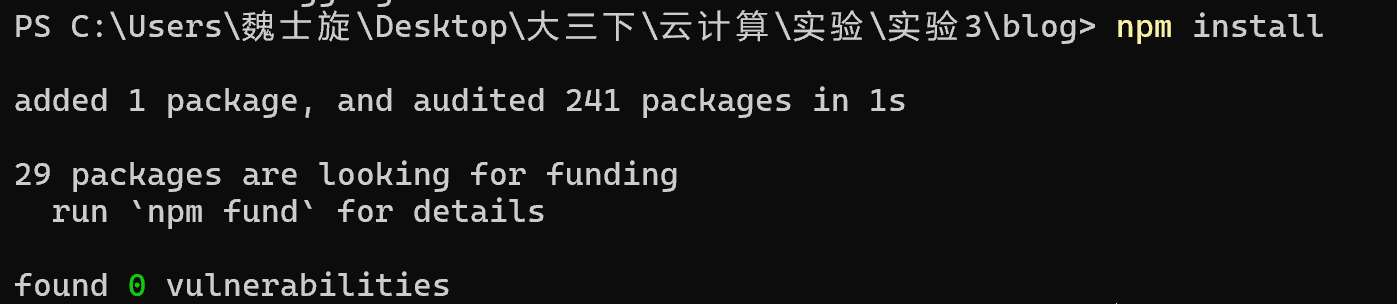 PS C:\Users\魏士旋\Desktop\大三下\云计算\实验\实验3\blog> npm install
added 1 package, and audited 241 packages in 1s
29 packages are looking for funding
run `npm fund` for details
found 0 vulnerabilities